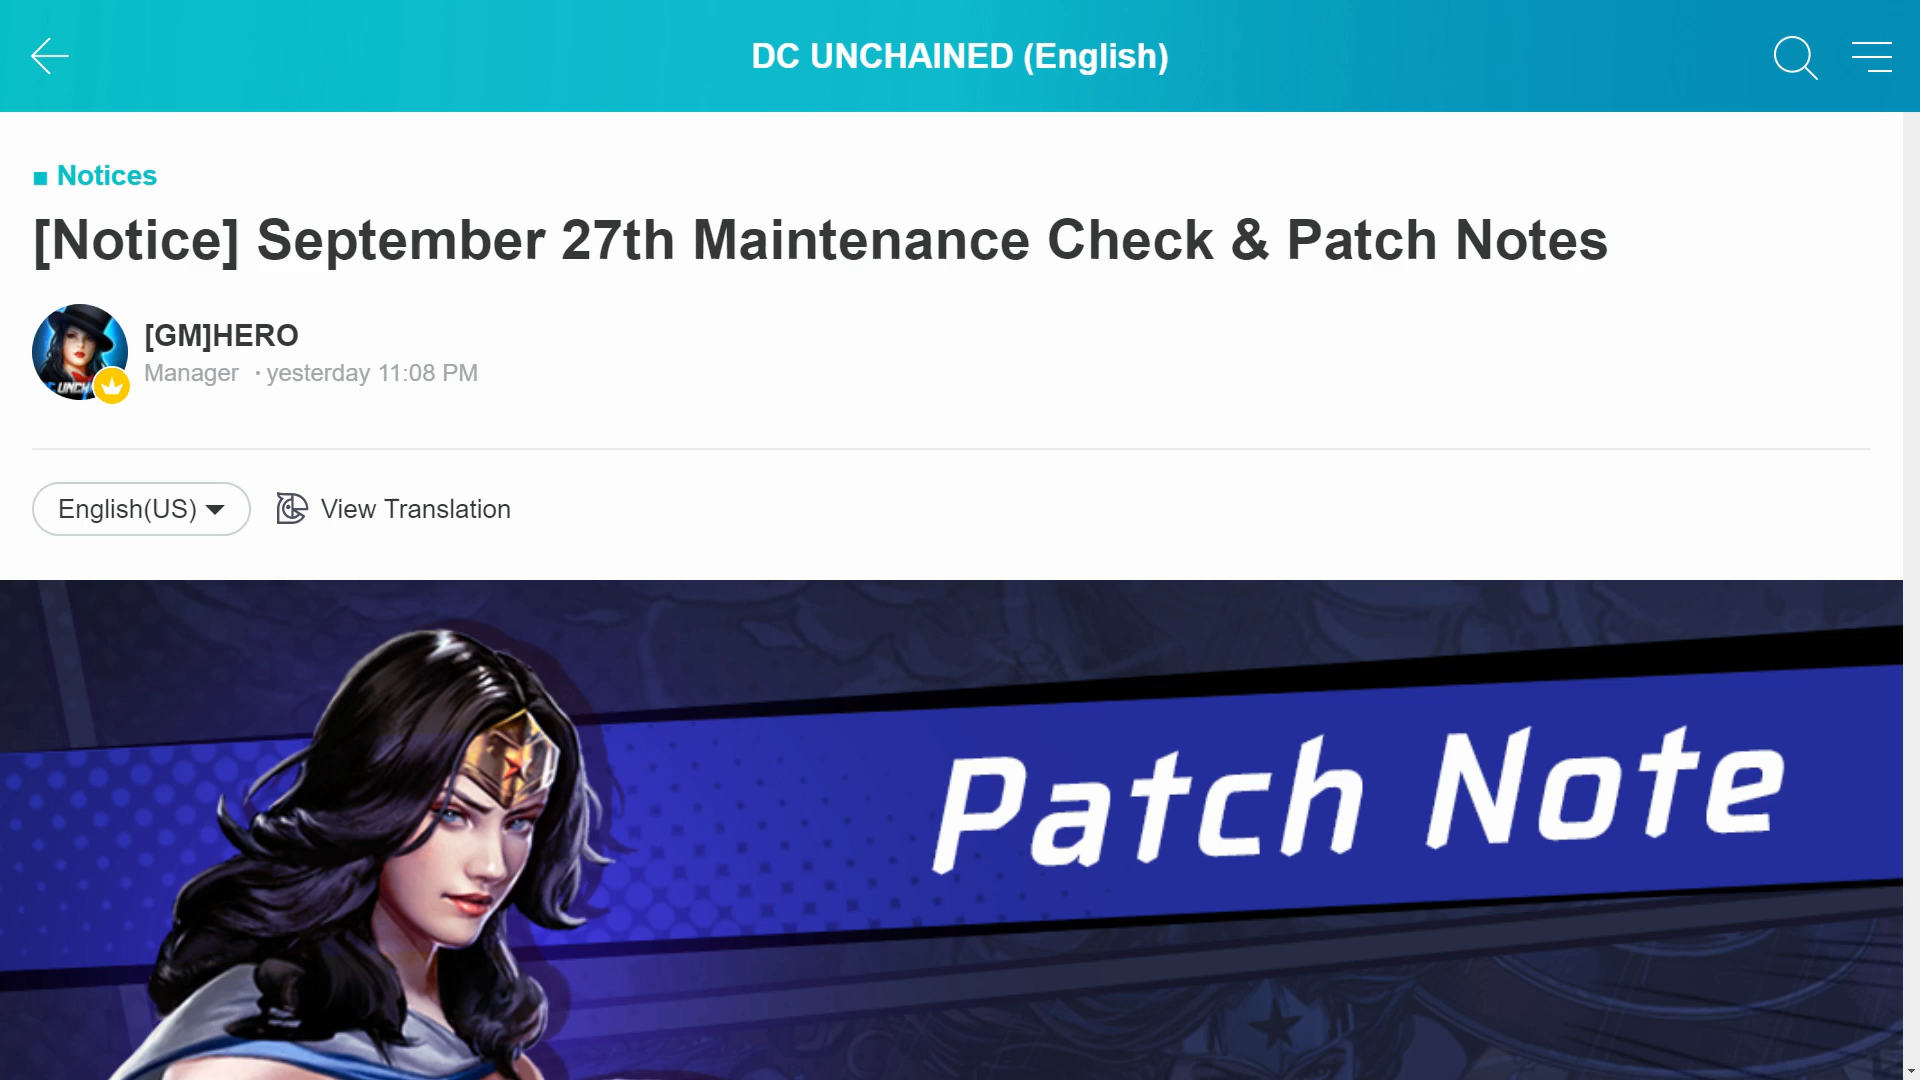 DC UNCHAINED (English)
Notices
[Notice] September 27th Maintenance Check & Patch Notes
[GM]HERO
Manager · yesterday 11:08 PM
English(US)
View Translation
Patch Note